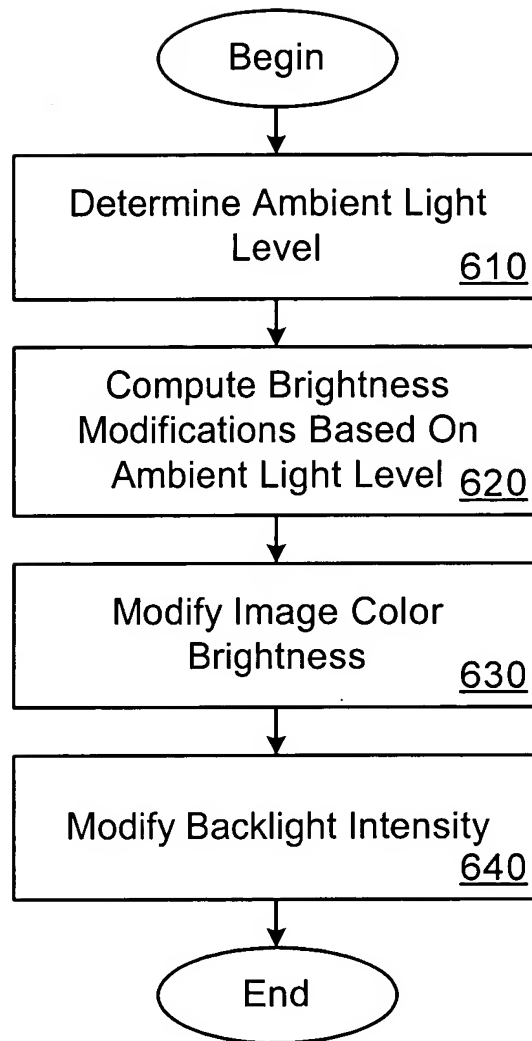 Begin
Determine Ambient Light
Level
610
Compute Brightness
Modifications Based On
Ambient Light Level
620
Modify Image Color
Brightness
630
Modify Backlight Intensity
640
End